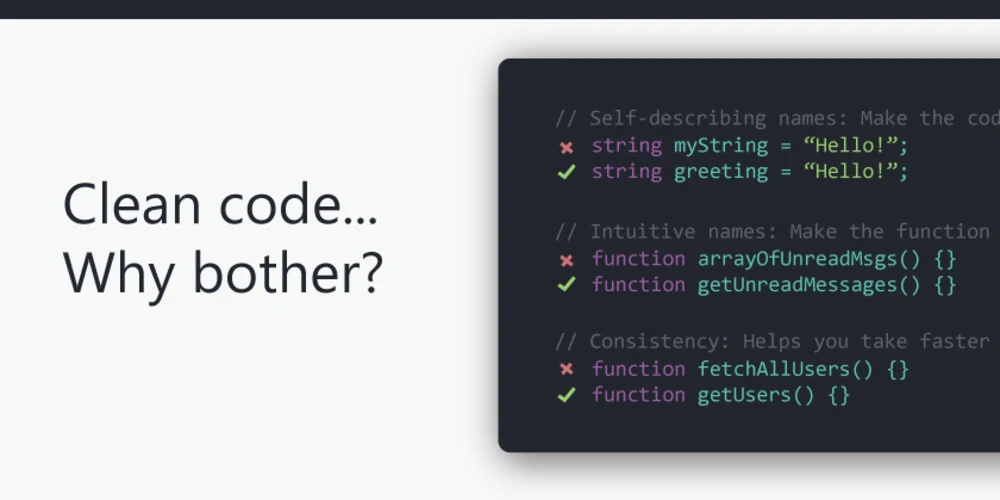 Clean code...
Why bother?
// Self-describing names: Make the cod
✖ string myString = “Hello!”;
✔ string greeting = “Hello!”;
// Intuitive names: Make the function
✖ function arrayOfUnreadMsgs() {}
✔ function getUnreadMessages() {}
// Consistency: Helps you take faster
✖ function fetchAllUsers() {}
✔ function getUsers() {}